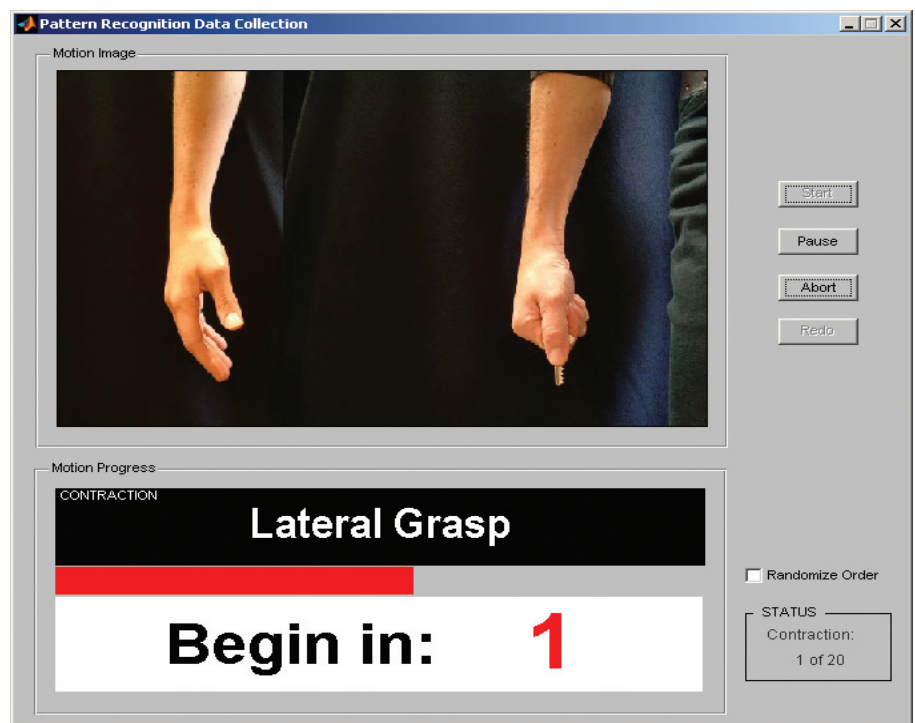 Pattern Recognition Data Collection
Motion Image
Start
Pause
Abort
Redo
Motion Progress
CONTRACTION
Lateral Grasp
Begin in: 1
Randomize Order
STATUS
Contraction:
1 of 20